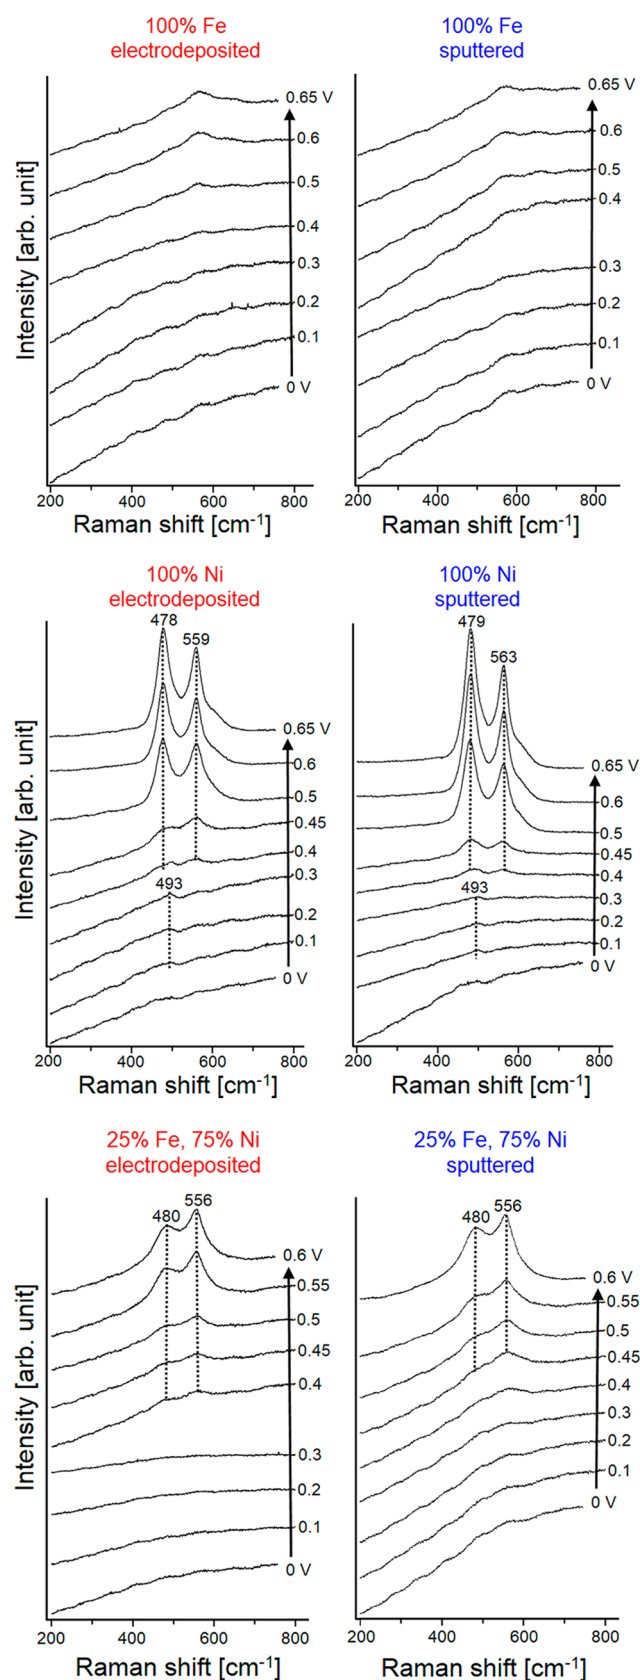 100% Fe
electrodeposited
Intensity [arb. unit]
0.65 V
0.6
0.5
0.4
0.3
0.2
0.1
0 V
200 400 600 800
Raman shift [cm-1]
100% Fe
sputtered
0.65 V
0.6
0.5
0.4
0.3
0.2
0.1
0 V
200 400 600 800
Raman shift [cm-1]
100% Ni
electrodeposited
Intensity [arb. unit]
478
559
493
0.65 V
0.6
0.5
0.45
0.4
0.3
0.2
0.1
0 V
200 400 600 800
Raman shift [cm-1]
100% Ni
sputtered
479
563
493
0.65 V
0.6
0.5
0.45
0.4
0.3
0.2
0.1
0 V
200 400 600 800
Raman shift [cm-1]
25% Fe, 75% Ni
electrodeposited
Intensity [arb. unit]
480
556
0.6 V
0.55
0.5
0.45
0.4
0.3
0.2
0.1
0 V
200 400 600 800
Raman shift [cm-1]
25% Fe, 75% Ni
sputtered
480
556
0.6 V
0.55
0.5
0.45
0.4
0.3
0.2
0.1
0 V
200 400 600 800
Raman shift [cm-1]